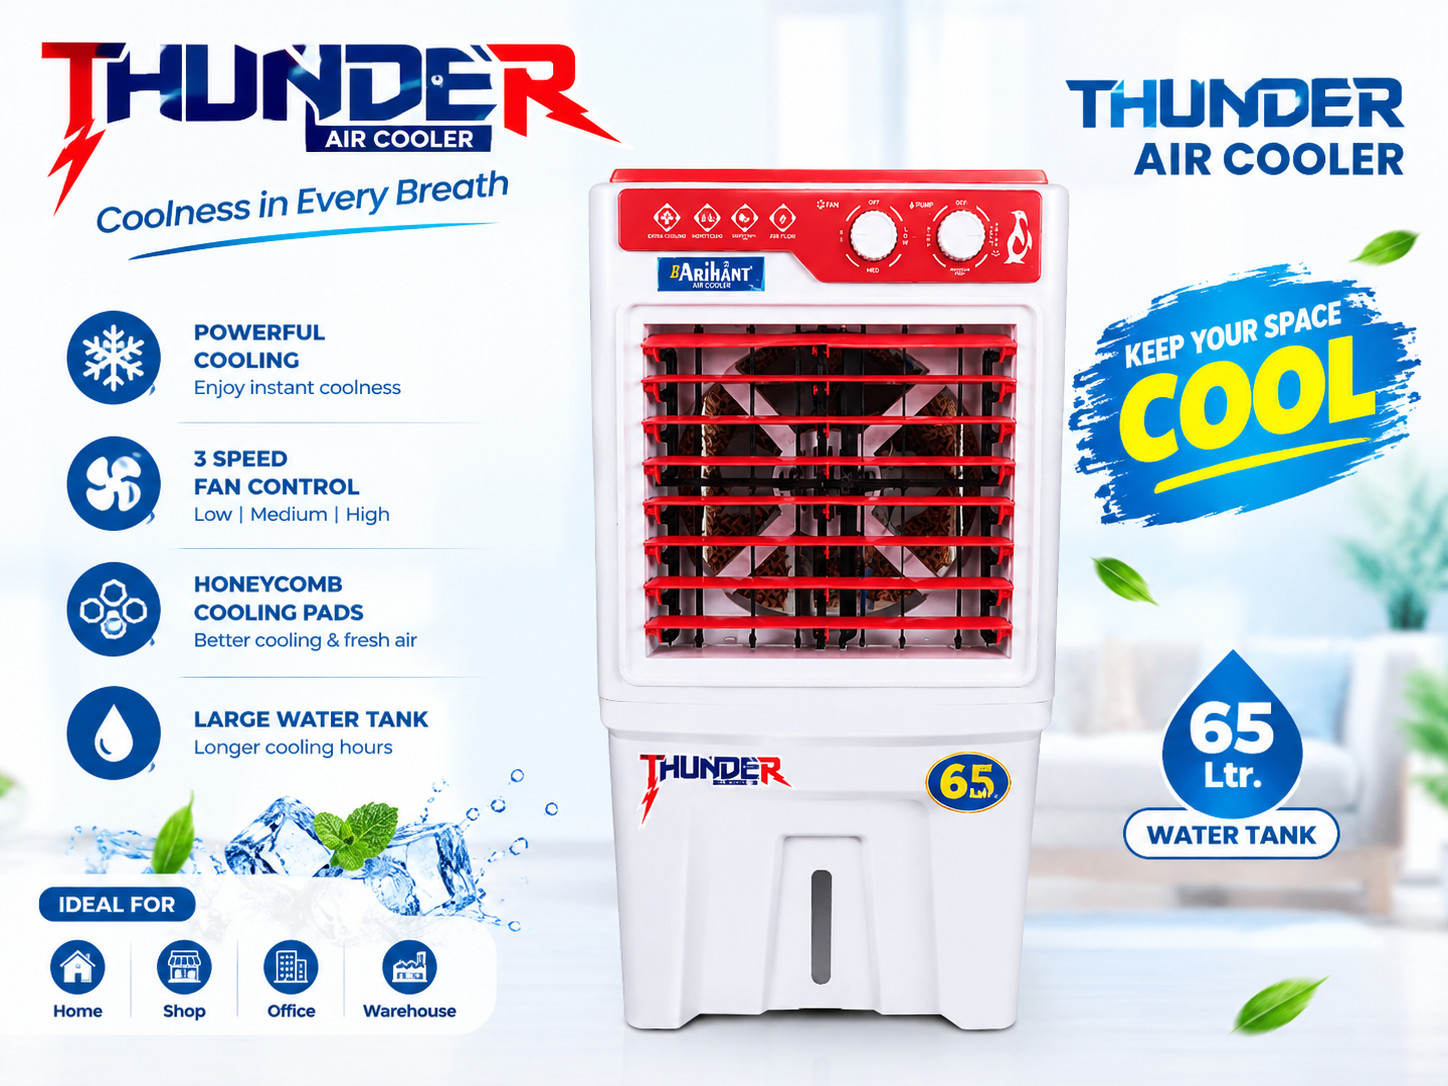 THUNDER
AIR COOLER
Coolness in Every Breath
POWERFUL
COOLING
Enjoy instant coolness
3 SPEED
FAN CONTROL
Low | Medium | High
HONEYCOMB
COOLING PADS
Better cooling & fresh air
LARGE WATER TANK
Longer cooling hours
IDEAL FOR
Home
Shop
Office
Warehouse
FAN
OFF
PUMP
OFF
LOW
MED
BARIHANT
AIR COOLER
THUNDER
65
THUNDER
AIR COOLER
KEEP YOUR SPACE
COOL
65
Ltr.
WATER TANK